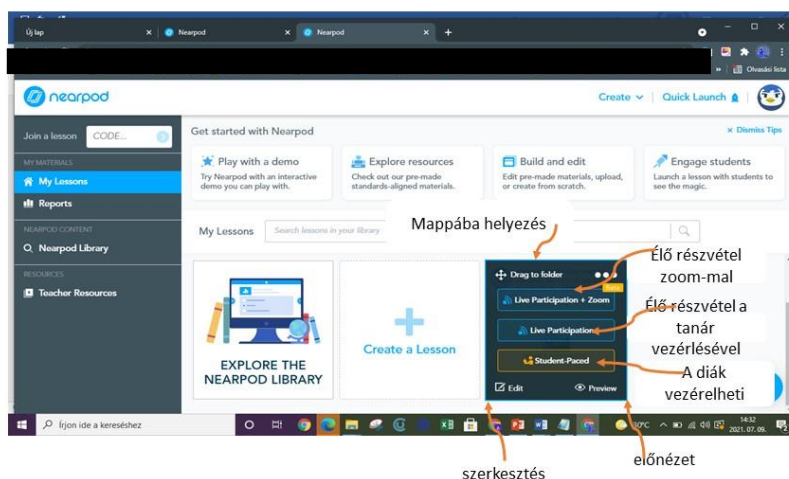 Új lap
Nearpod
Nearpod
Olvasási lista
nearpod
Create
Quick Launch
Join a lesson
CODE...
Get started with Nearpod
× Dismiss Tips
Play with a demo
Try Nearpod with an interactive
demo you can play with.
Explore resources
Check out our pre-made
standards-aligned materials.
Build and edit
Edit pre-made materials, upload,
or create from scratch.
Engage students
Launch a lesson with students to
see the magic.
MY MATERIALS
My Lessons
Reports
NEARPOD CONTENT
Nearpod Library
RESOURCES
Teacher Resources
My Lessons
Search lessons in your library
Mappába helyezés
EXPLORE THE
NEARPOD LIBRARY
Create a Lesson
Drag to folder
Beta
Live Participation + Zoom
Live Participation
Student-Paced
Edit
Preview
Élő részvétel
zoom-mal
Élő részvétel a
tanár
vezérlésével
A diák
vezérelheti
Írjon ide a kereséshez
30°C
14:32
2021. 07. 09.
szerkesztés
előnézet